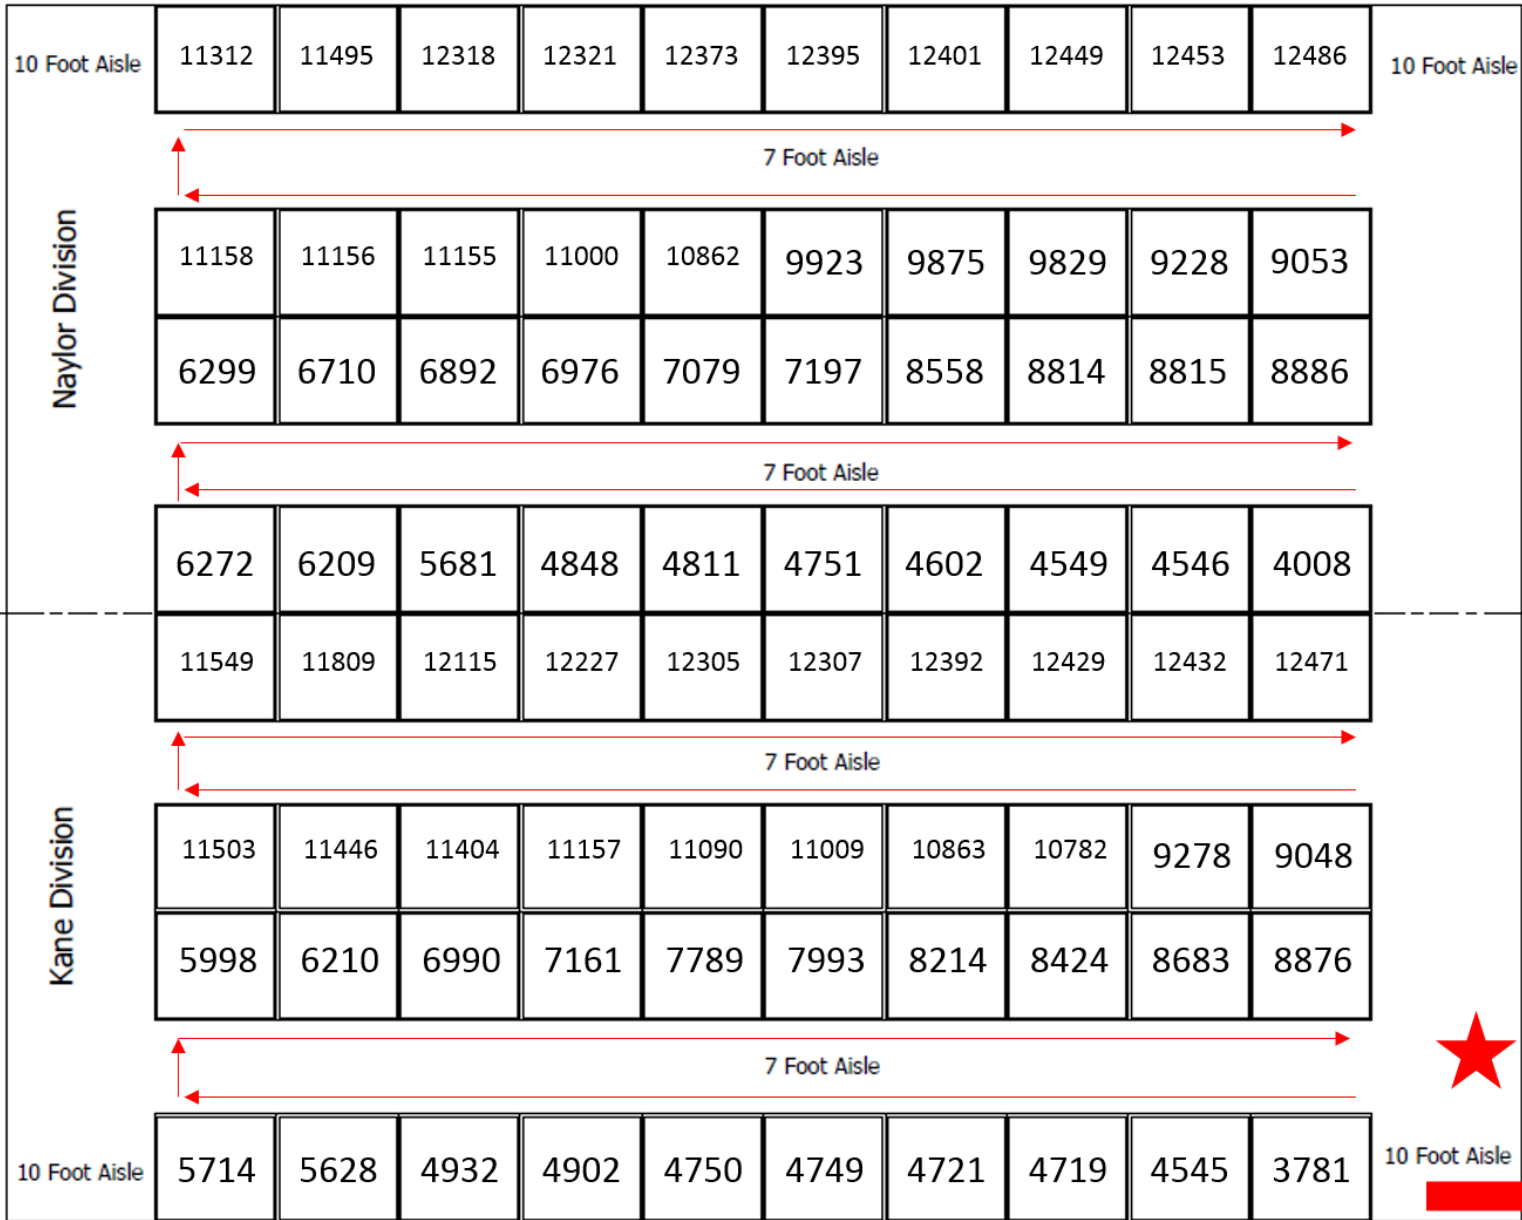 10 Foot Aisle 11312 11495 12318 12321 12373 12395 12401 12449 12453 12486 10 Foot Aisle
7 Foot Aisle
Naylor Division
11158 11156 11155 11000 10862 9923 9875 9829 9228 9053
6299 6710 6892 6976 7079 7197 8558 8814 8815 8886
7 Foot Aisle
6272 6209 5681 4848 4811 4751 4602 4549 4546 4008
11549 11809 12115 12227 12305 12307 12392 12429 12432 12471
7 Foot Aisle
Kane Division
11503 11446 11404 11157 11090 11009 10863 10782 9278 9048
5998 6210 6990 7161 7789 7993 8214 8424 8683 8876
7 Foot Aisle
10 Foot Aisle 5714 5628 4932 4902 4750 4749 4721 4719 4545 3781 10 Foot Aisle